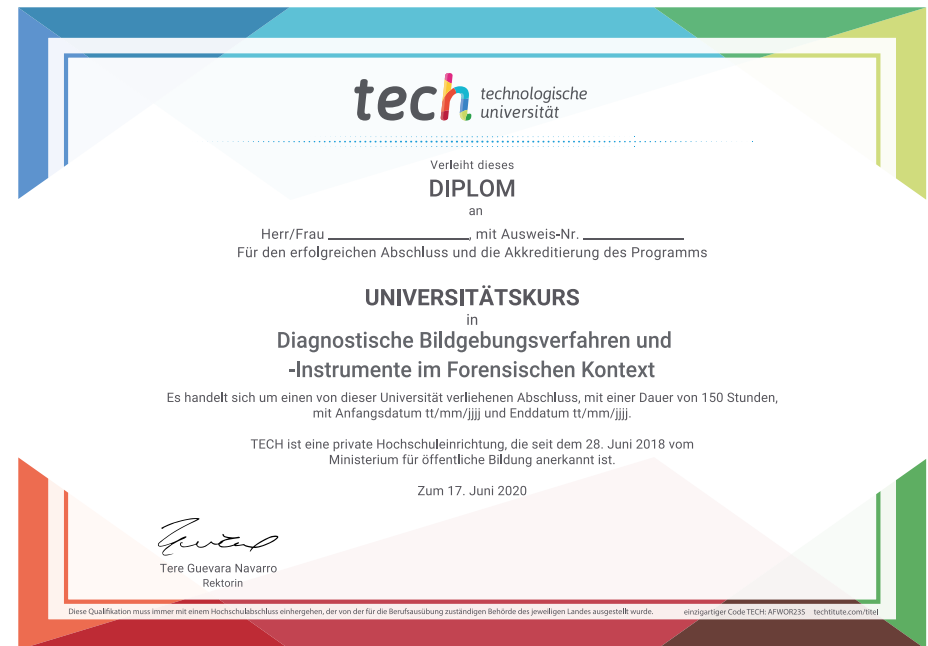 tech technologische
universität
Verleiht dieses
DIPLOM
an
Herr/Frau ____________________, mit Ausweis-Nr. ______________
Für den erfolgreichen Abschluss und die Akkreditierung des Programms
UNIVERSITÄTSKURS
in
Diagnostische Bildgebungsverfahren und
-Instrumente im Forensischen Kontext
Es handelt sich um einen von dieser Universität verliehenen Abschluss, mit einer Dauer von 150 Stunden,
mit Anfangsdatum tt/mm/jjjj und Enddatum tt/mm/jjjj.
TECH ist eine private Hochschuleinrichtung, die seit dem 28. Juni 2018 vom
Ministerium für öffentliche Bildung anerkannt ist.
Zum 17. Juni 2020
Tere Guevara Navarro
Rektorin
Diese Qualifikation muss immer mit einem Hochschulabschluss einhergehen, der von der für die Berufsausübung zuständigen Behörde des jeweiligen Landes ausgestellt wurde. einzigartiger Code TECH: AFWOR235 techtitute.com/titel